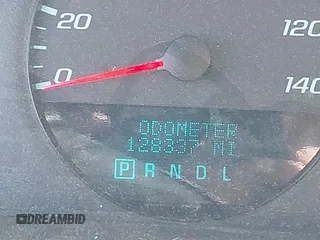 20
120
0
140
ODOMETER
128337 MI
P R N D L
DREAMBID